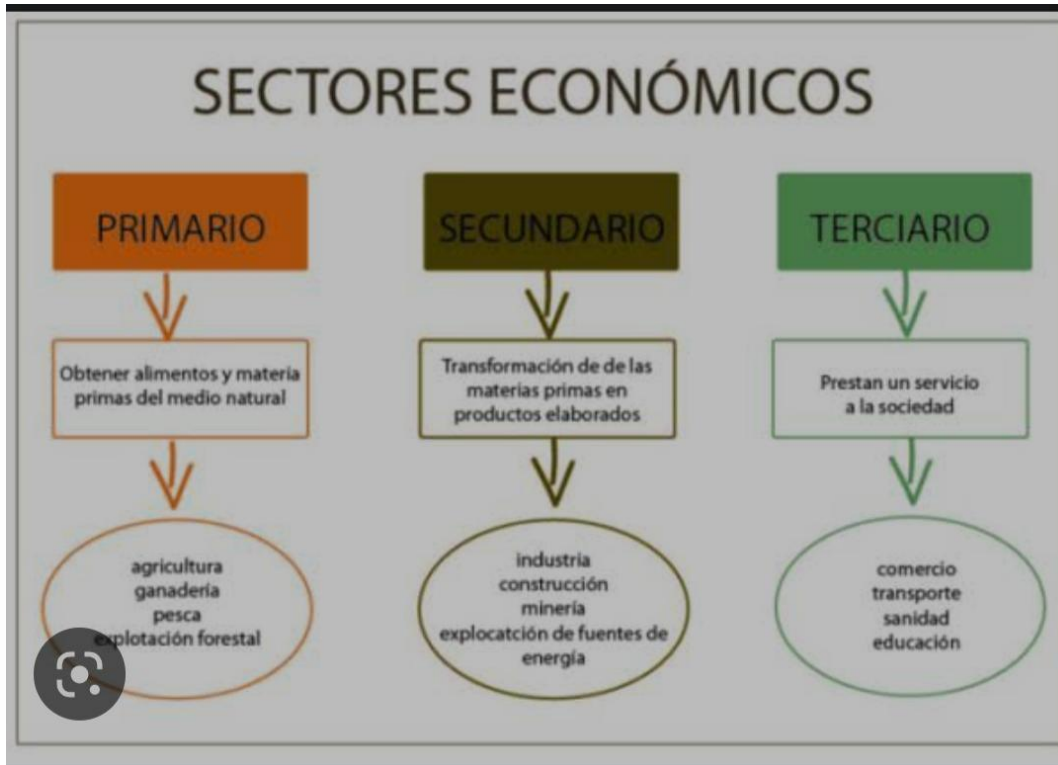 SECTORES ECONÓMICOS
PRIMARIO
Obtener alimentos y materia
primas del medio natural
agricultura
ganadería
pesca
explotación forestal
SECUNDARIO
Transformación de de las
materias primas en
productos elaborados
industria
construcción
minería
explocatción de fuentes de
energía
TERCIARIO
Prestan un servicio
a la sociedad
comercio
transporte
sanidad
educación